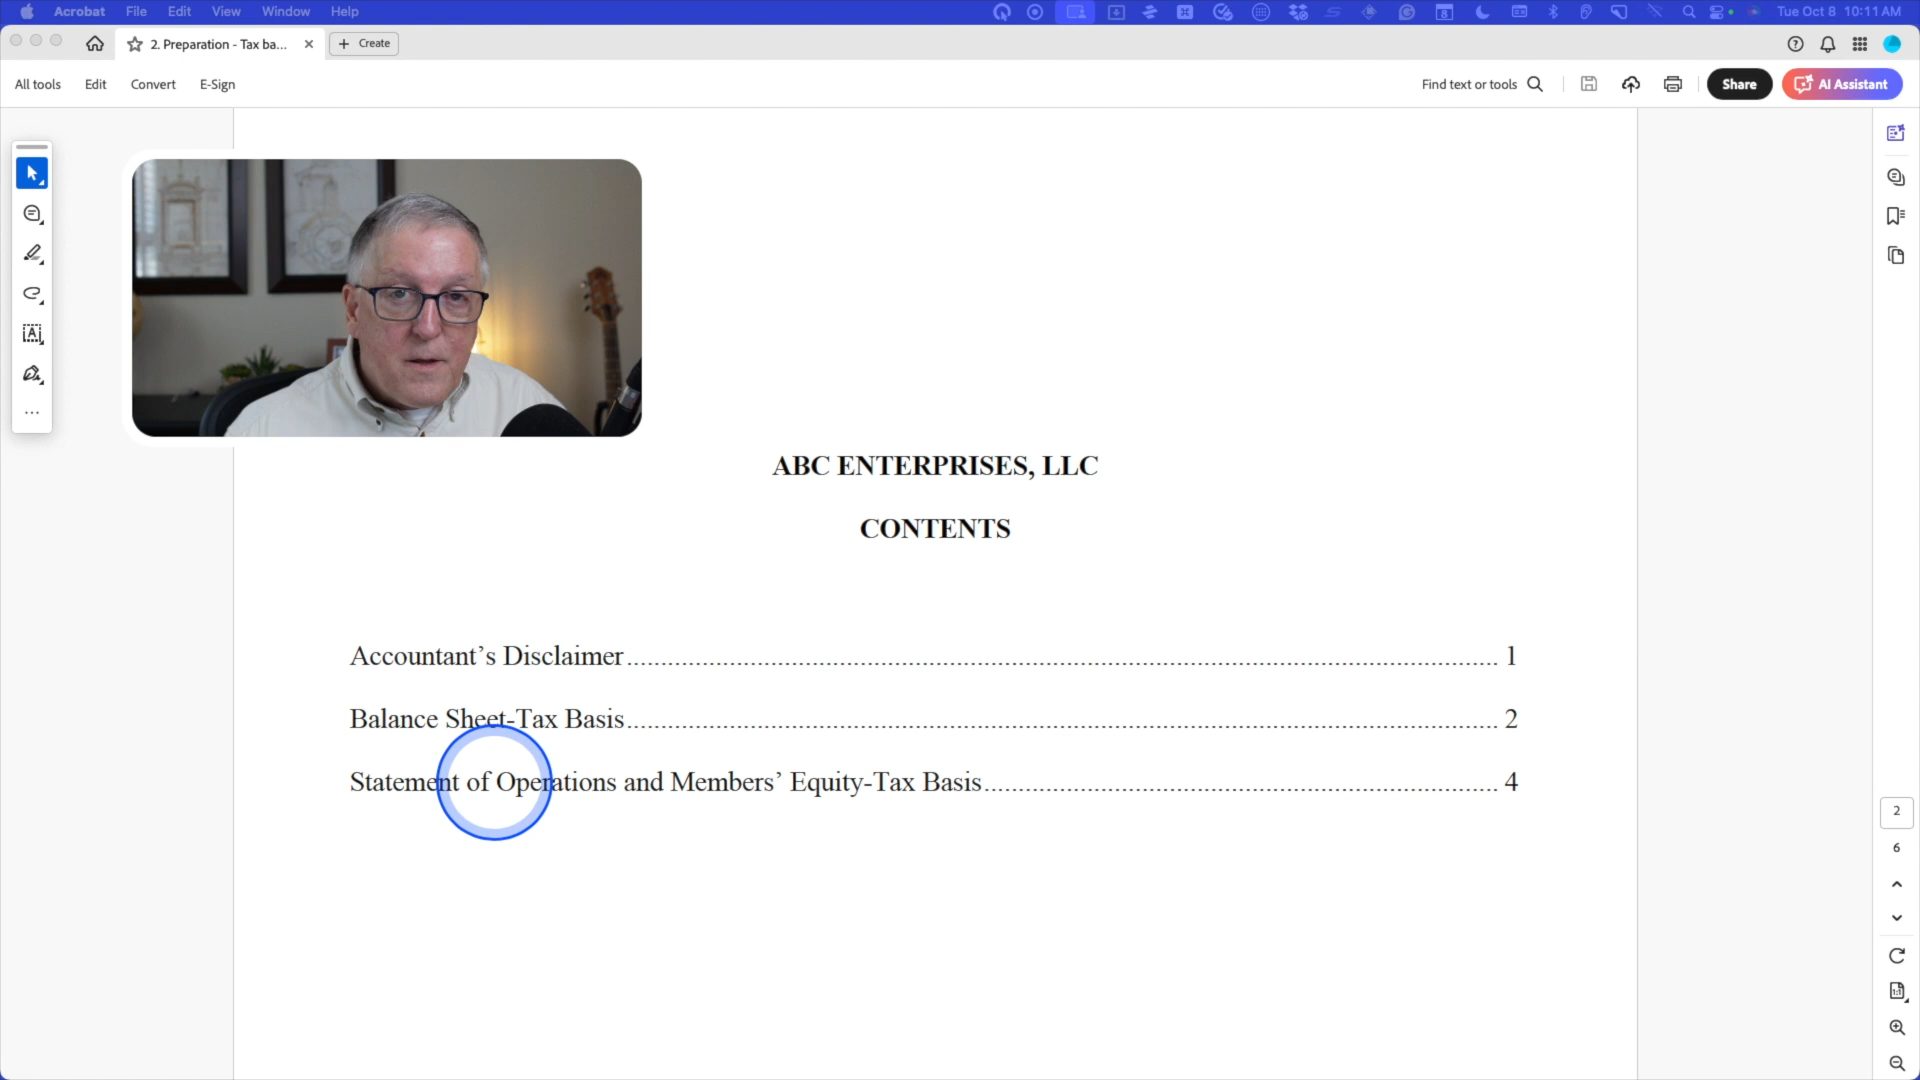 Acrobat File Edit View Window Help
8
Tue Oct 8 10:11 AM
2. Preparation - Tax ba...
Create
All tools Edit Convert E-Sign
Find text or tools
Share
AI Assistant
ABC ENTERPRISES, LLC
CONTENTS
Accountant’s Disclaimer 1
Balance Sheet-Tax Basis 2
Statement of Operations and Members’ Equity-Tax Basis 4
2
6